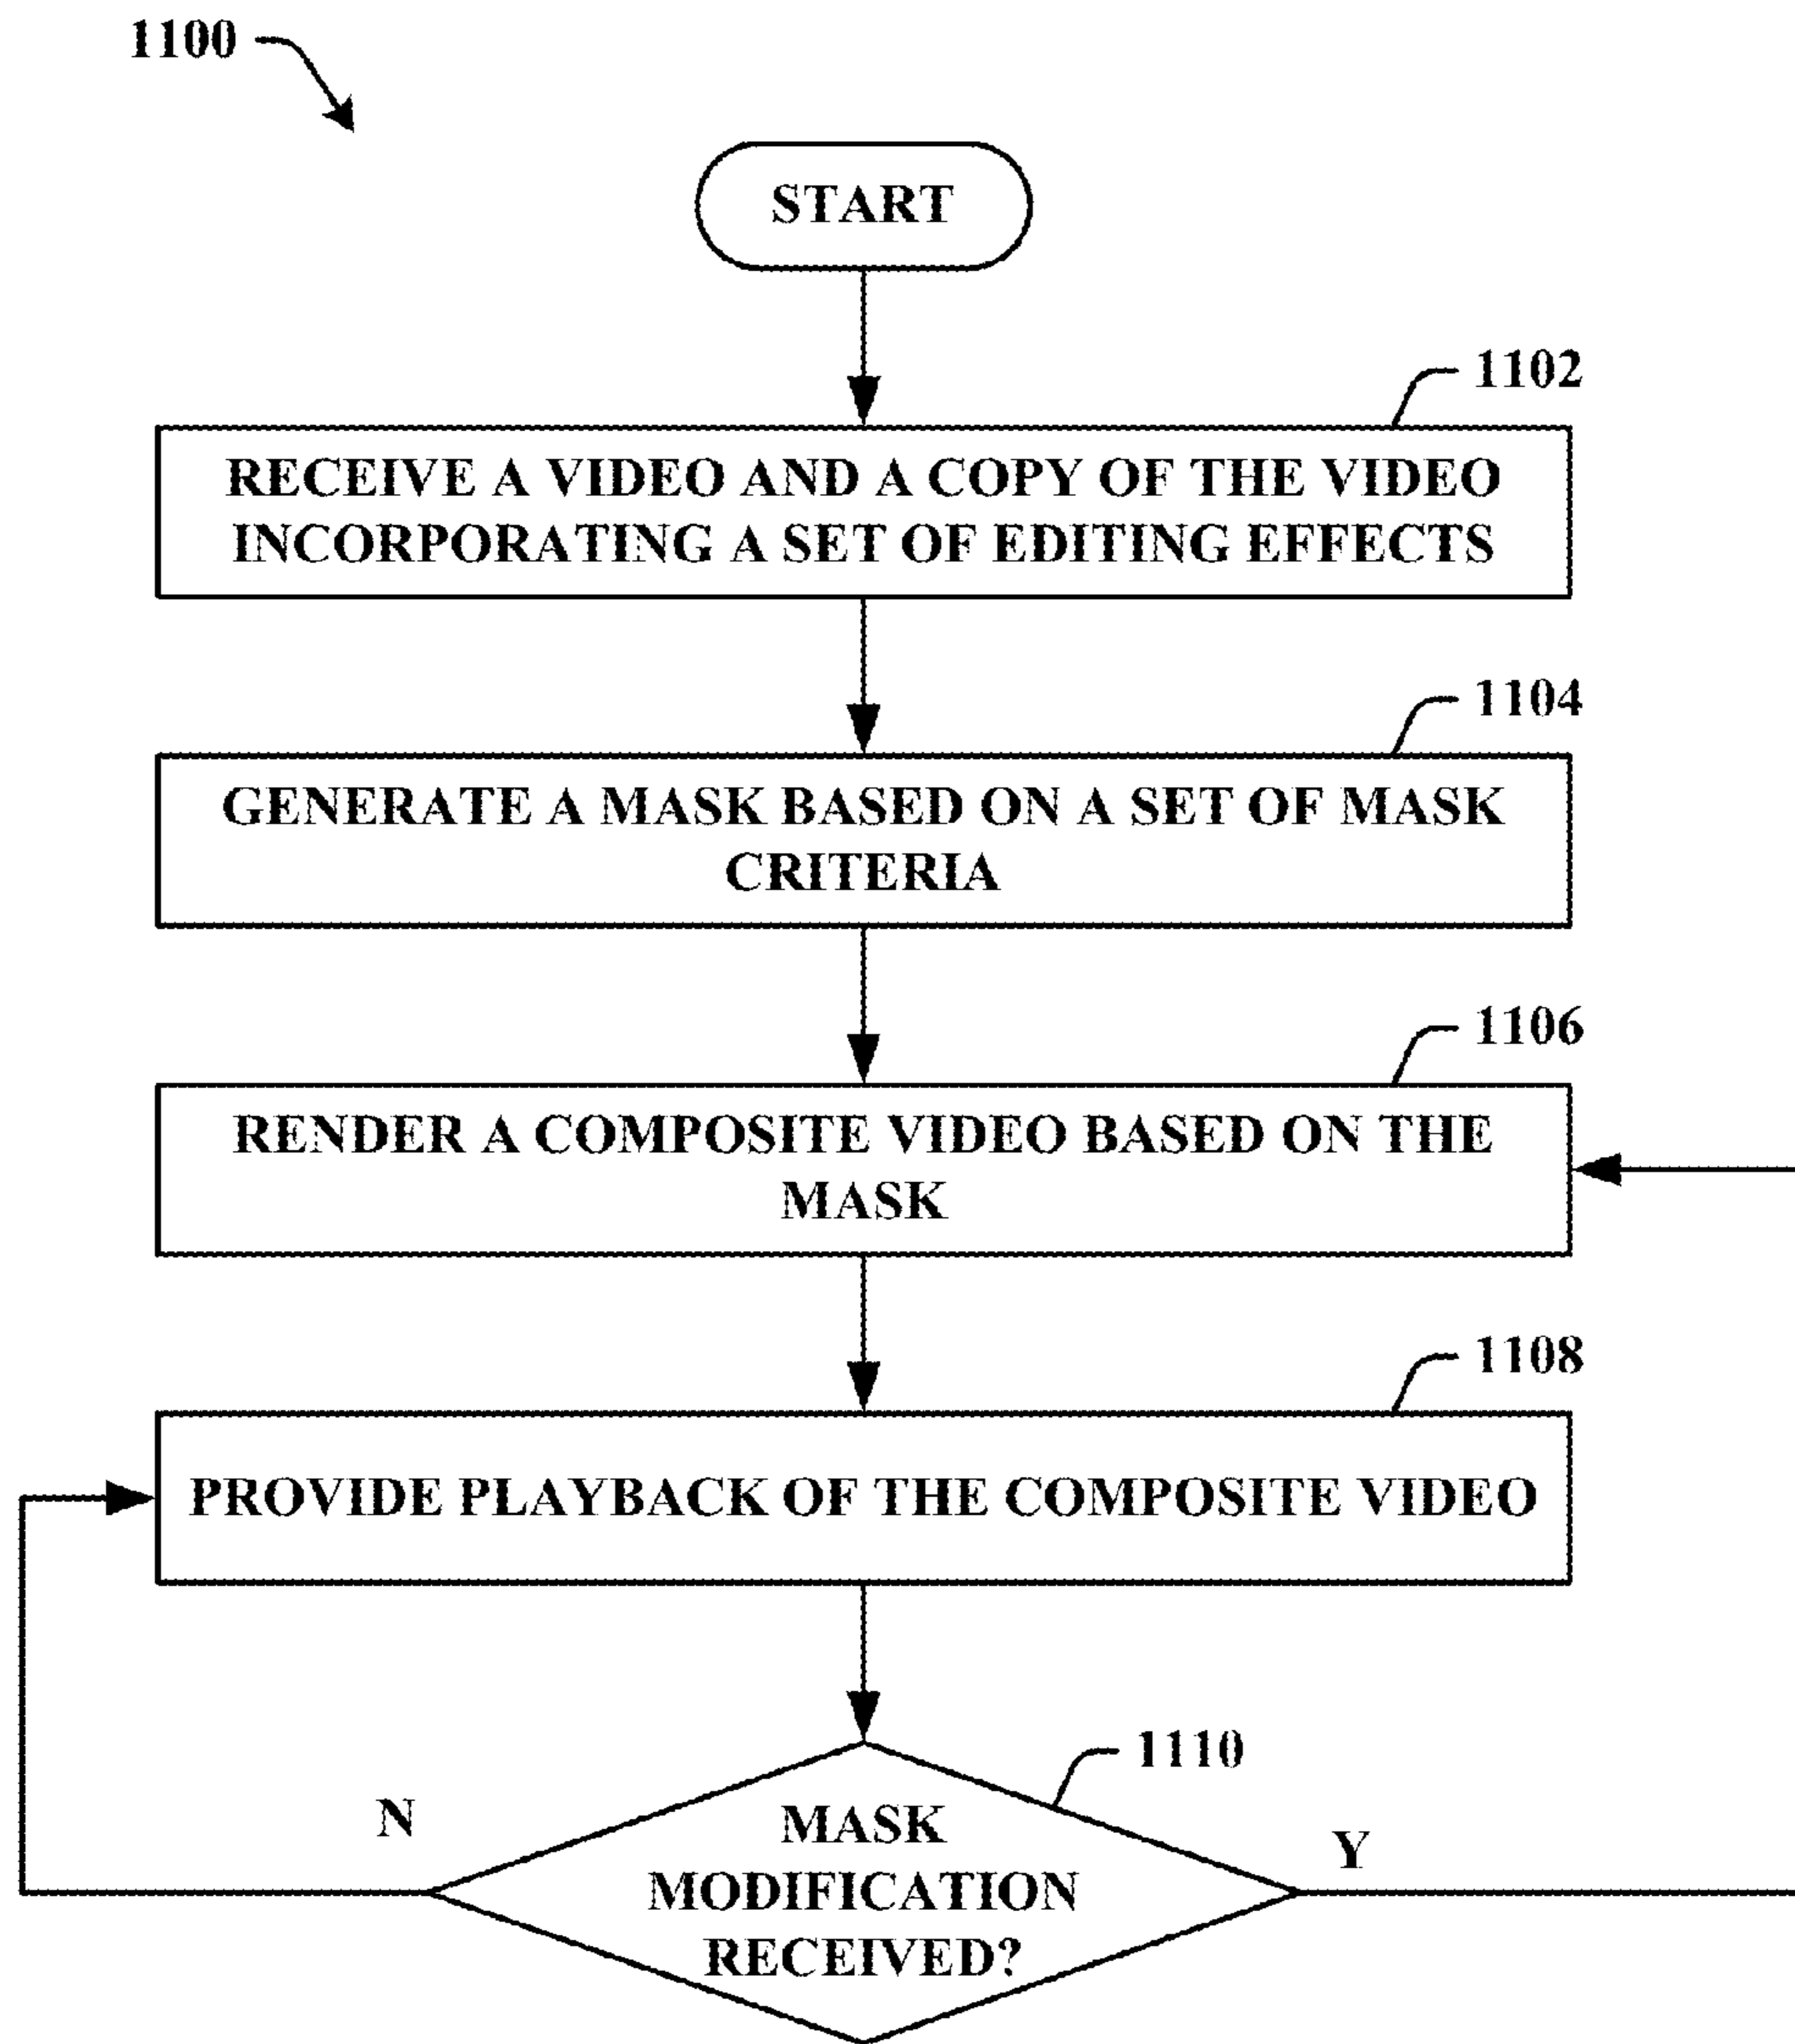 1100
START
1102
RECEIVE A VIDEO AND A COPY OF THE VIDEO
INCORPORATING A SET OF EDITING EFFECTS
1104
GENERATE A MASK BASED ON A SET OF MASK
CRITERIA
1106
RENDER A COMPOSITE VIDEO BASED ON THE
MASK
1108
PROVIDE PLAYBACK OF THE COMPOSITE VIDEO
1110
N
MASK
Y
MODIFICATION
RECEIVED?